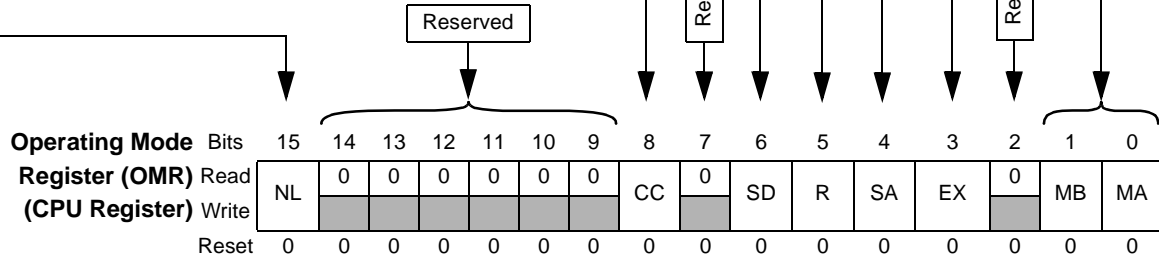 Reserved
Re
Re
Operating Mode Bits 15 14 13 12 11 10 9 8 7 6 5 4 3 2 1 0
Register (OMR) Read NL 0 0 0 0 0 0 CC 0 SD R SA EX 0 MB MA
(CPU Register) Write
Reset 0 0 0 0 0 0 0 0 0 0 0 0 0 0 0 0